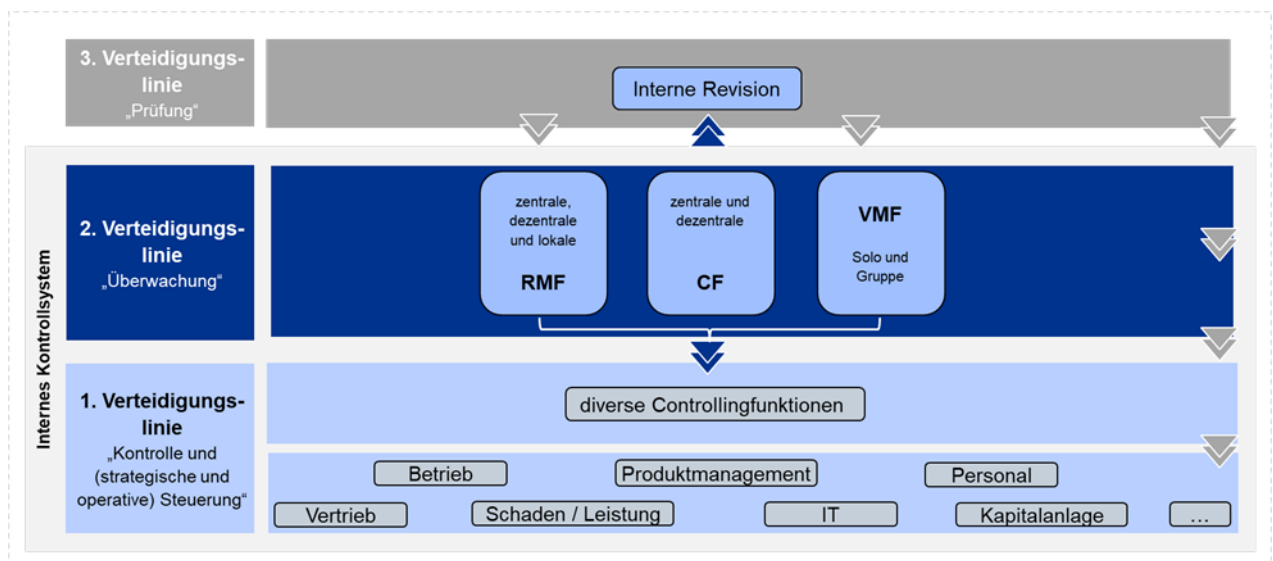 3. Verteidigungs-
linie
„Prüfung“
Interne Revision
Internes Kontrollsystem
2. Verteidigungs-
linie
„Überwachung“
zentrale,
dezentrale
und lokale
RMF
zentrale und
dezentrale
CF
VMF
Solo und
Gruppe
1. Verteidigungs-
linie
„Kontrolle und
(strategische und
operative) Steuerung“
diverse Controllingfunktionen
Betrieb
Produktmanagement
Personal
Vertrieb
Schaden / Leistung
IT
Kapitalanlage
…